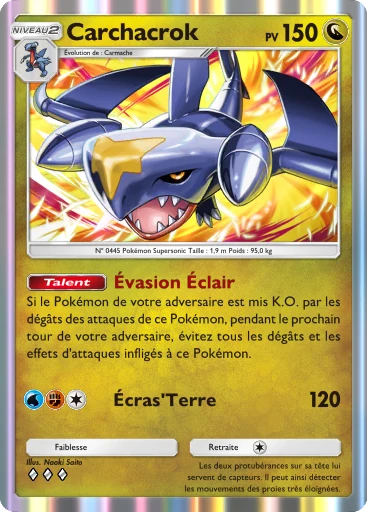 NIVEAU 2
Carchacrok
PV 150
Évolution de : Carmache
N° 0445 Pokémon Supersonic Taille : 1,9 m Poids : 95,0 kg
Talent Évasion Éclair
Si le Pokémon de votre adversaire est mis K.O. par les
dégâts des attaques de ce Pokémon, pendant le prochain
tour de votre adversaire, évitez tous les dégâts et les
effets d'attaques infligés à ce Pokémon.
Écras'Terre 120
Faiblesse
Retraite
Illus. Naoki Saito
Les deux protubérances sur sa tête lui
servent de capteurs. Il peut ainsi détecter
les mouvements des proies très éloignées.